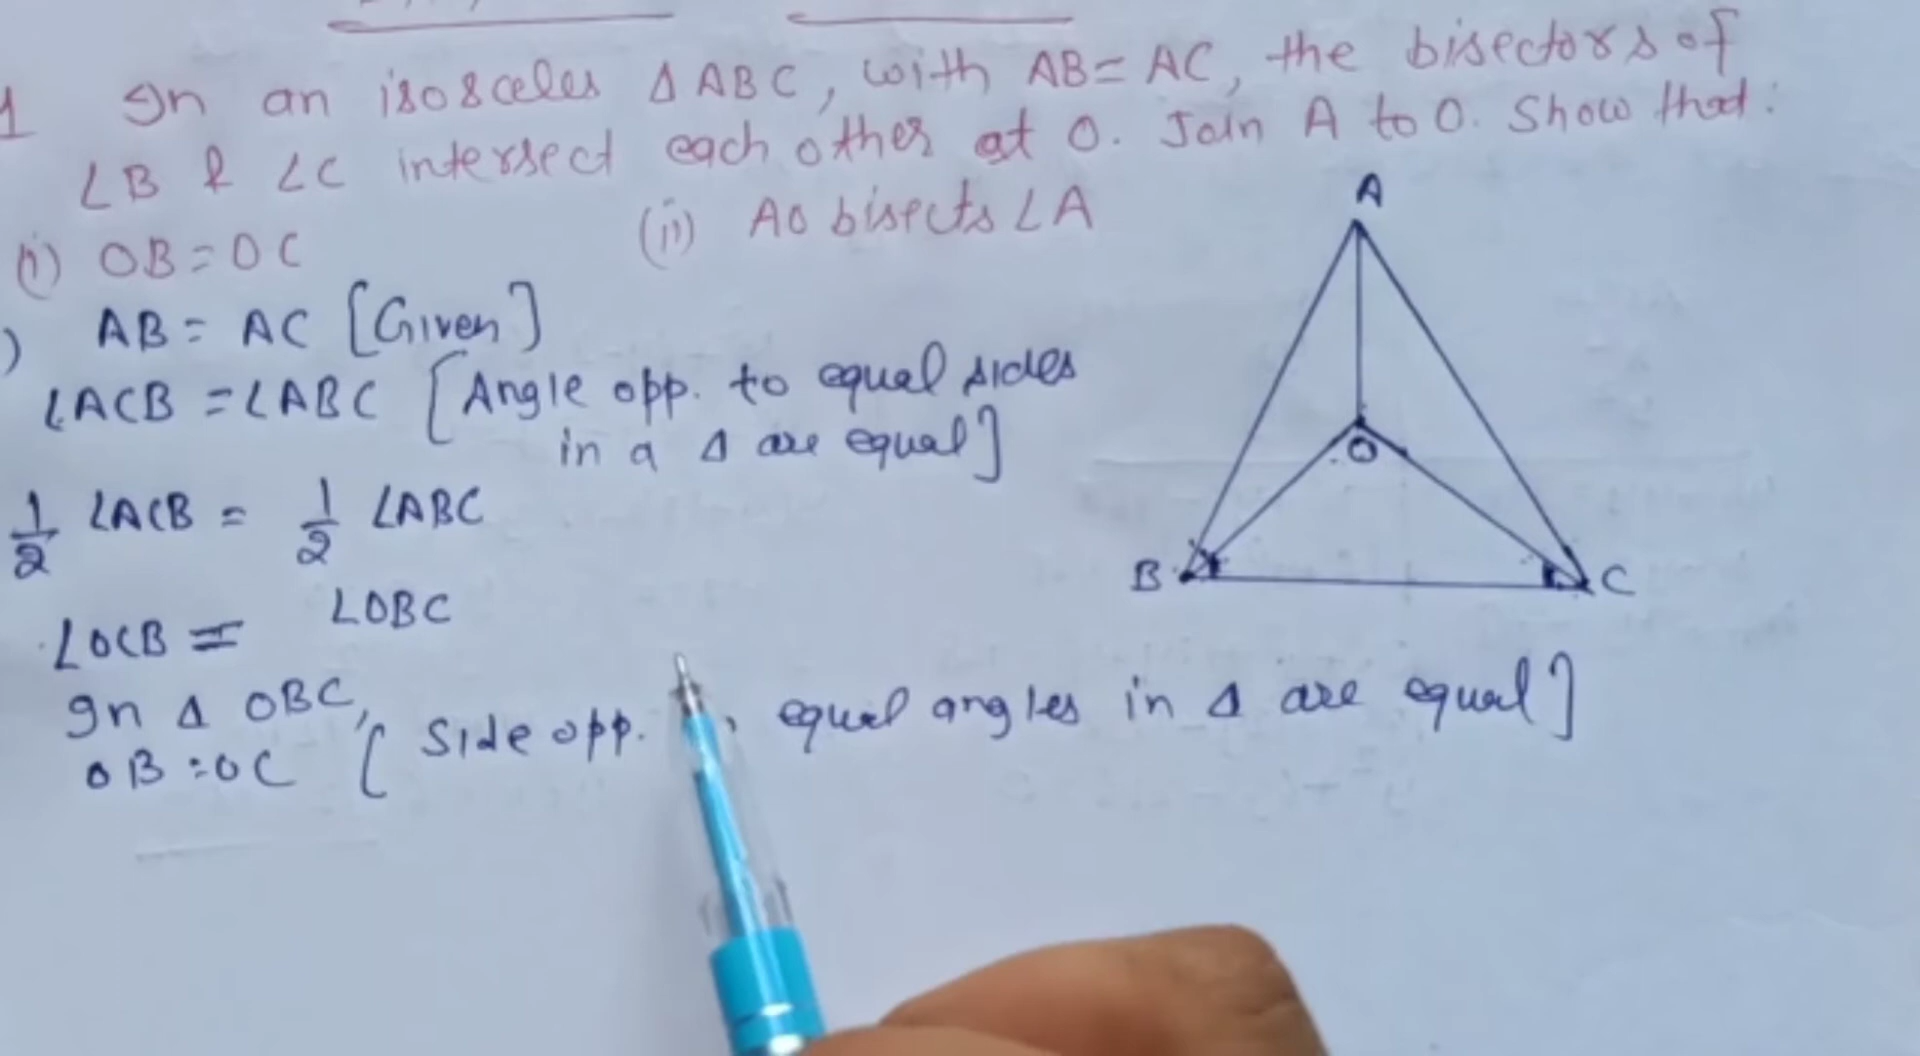 1 In an isosceles Δ ABC, with AB = AC, the bisectors of
∠B & ∠C intersect each other at O. Join A to O. Show that:
(i) OB = OC (ii) AO bisects ∠A
) AB = AC [Given]
∠ACB = ∠ABC [Angle opp. to equal sides
in a Δ are equal]
1/2 ∠ACB = 1/2 ∠ABC
∠OCB = ∠OBC
In Δ OBC,
OB = OC [Side opp. equal angles in Δ are equal]
A
O
B
C